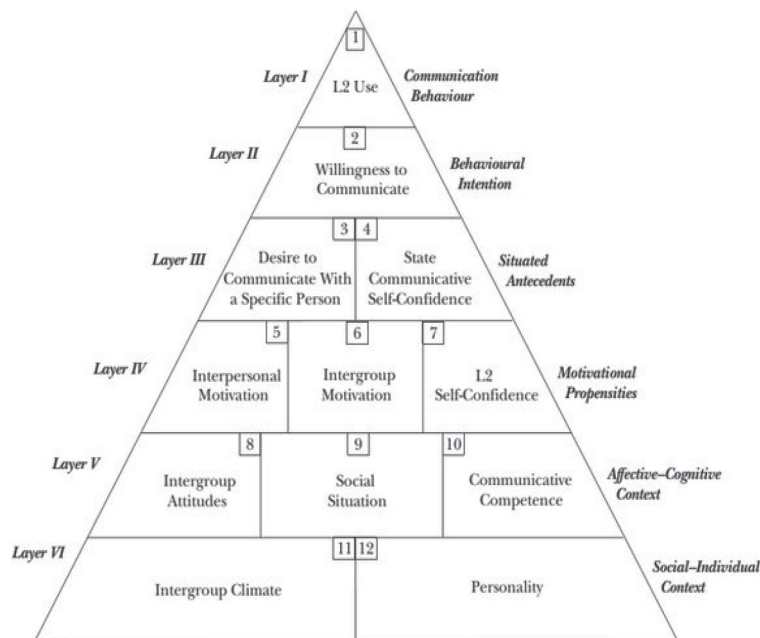 1
Layer I
L2 Use
Communication
Behaviour
2
Layer II
Willingness to
Communicate
Behavioural
Intention
3 4
Layer III
Desire to
Communicate With
a Specific Person
State
Communicative
Self-Confidence
Situated
Antecedents
5 6 7
Layer IV
Interpersonal
Motivation
Intergroup
Motivation
L2
Self-Confidence
Motivational
Propensities
8 9 10
Layer V
Intergroup
Attitudes
Social
Situation
Communicative
Competence
Affective–Cognitive
Context
11 12
Layer VI
Intergroup Climate
Personality
Social–Individual
Context